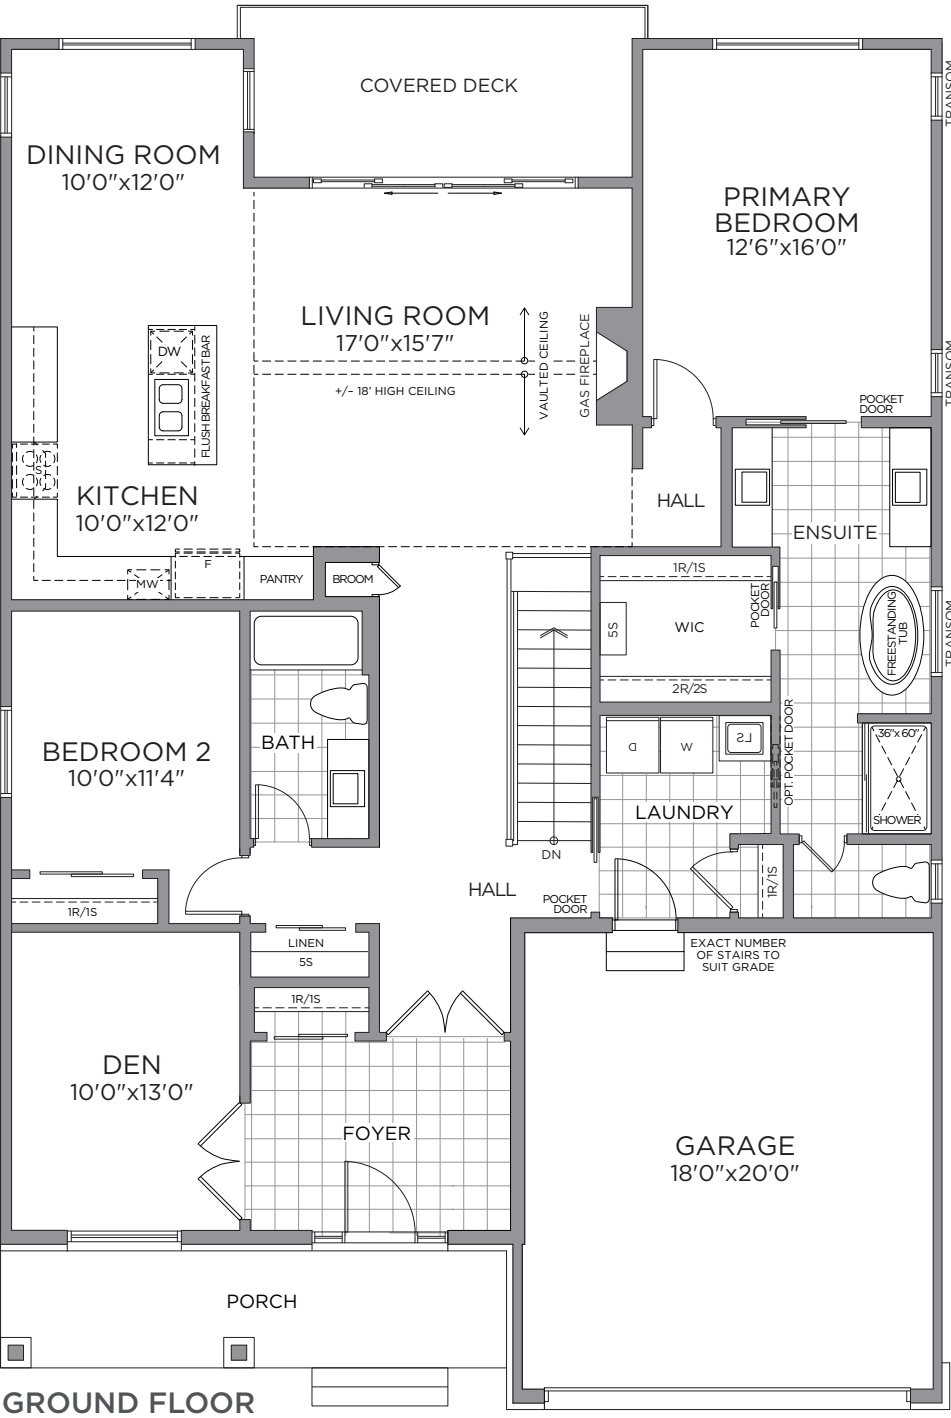 COVERED DECK
TRANSOM
DINING ROOM
10'0"x12'0"
PRIMARY
BEDROOM
12'6"x16'0"
LIVING ROOM
17'0"x15'7"
+/- 18' HIGH CEILING
VAULTED CEILING
GAS FIREPLACE
TRANSOM
DW
FLUSH BREAKFAST BAR
POCKET
DOOR
S
KITCHEN
10'0"x12'0"
HALL
ENSUITE
F
MW
PANTRY
BROOM
1R/1S
POCKET
DOOR
5S
WIC
2R/2S
FREESTANDING
TUB
TRANSOM
BATH
BEDROOM 2
10'0"x11'4"
D
W
LS
OPT. POCKET DOOR
36"x 60"
SHOWER
LAUNDRY
DN
HALL
POCKET
DOOR
1R/1S
1R/1S
LINEN
5S
EXACT NUMBER
OF STAIRS TO
SUIT GRADE
1R/1S
DEN
10'0"x13'0"
FOYER
GARAGE
18'0"x20'0"
PORCH
GROUND FLOOR